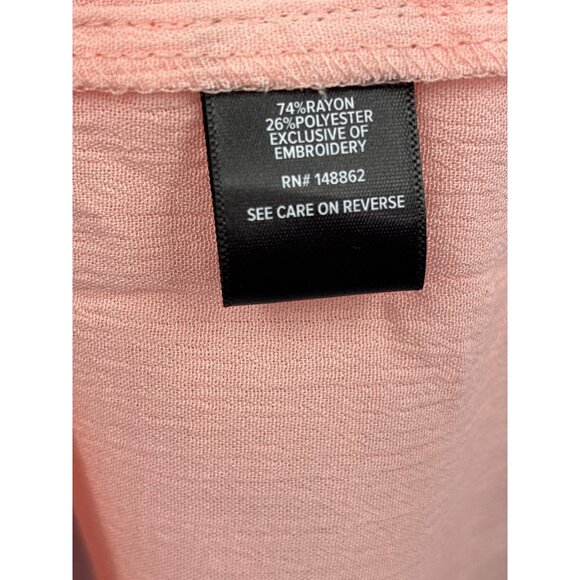 74%RAYON
26%POLYESTER
EXCLUSIVE OF
EMBROIDERY
RN# 148862
SEE CARE ON REVERSE